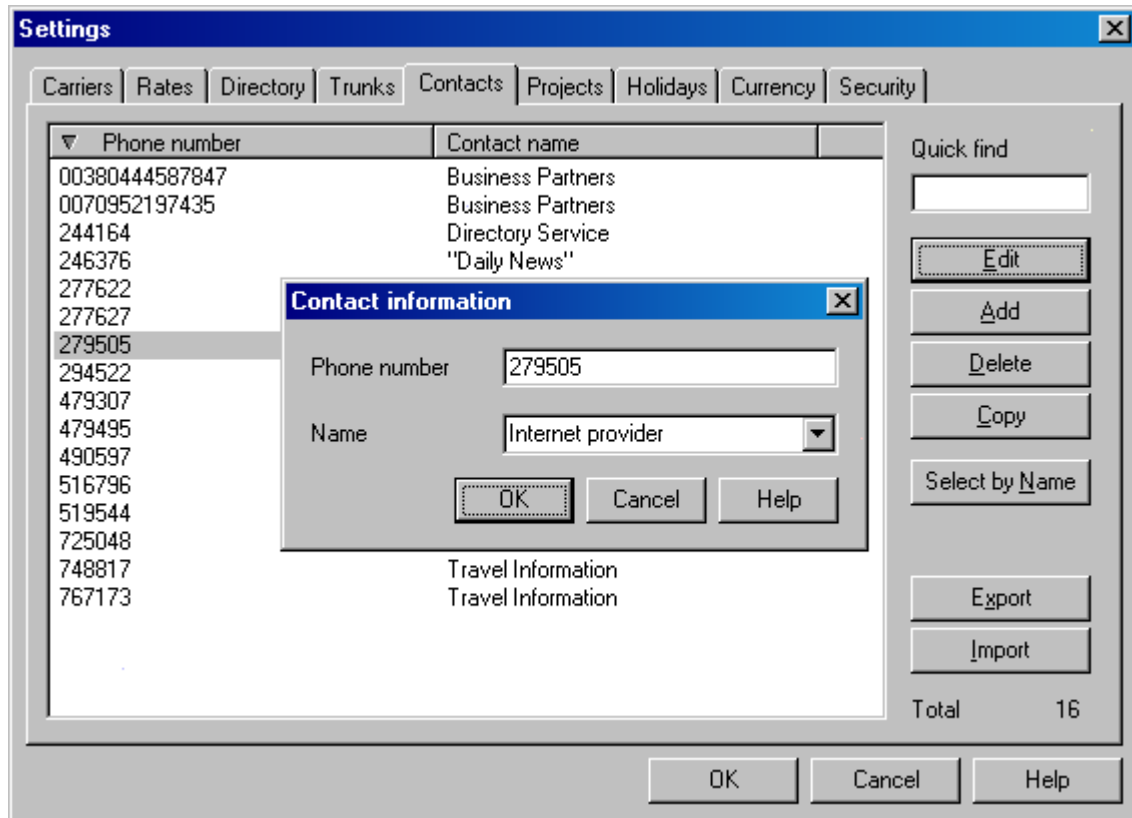 Settings
Carriers Rates Directory Trunks Contacts Projects Holidays Currency Security
Phone number Contact name
00380444587847 Business Partners
0070952197435 Business Partners
244164 Directory Service
246376 "Daily News"
277622
277627
279505
294522
479307
479495
490597
516796
519544
725048
748817 Travel Information
767173 Travel Information
Contact information
Phone number 279505
Name Internet provider
OK Cancel Help
Quick find
Edit
Add
Delete
Copy
Select by Name
Export
Import
Total 16
OK Cancel Help